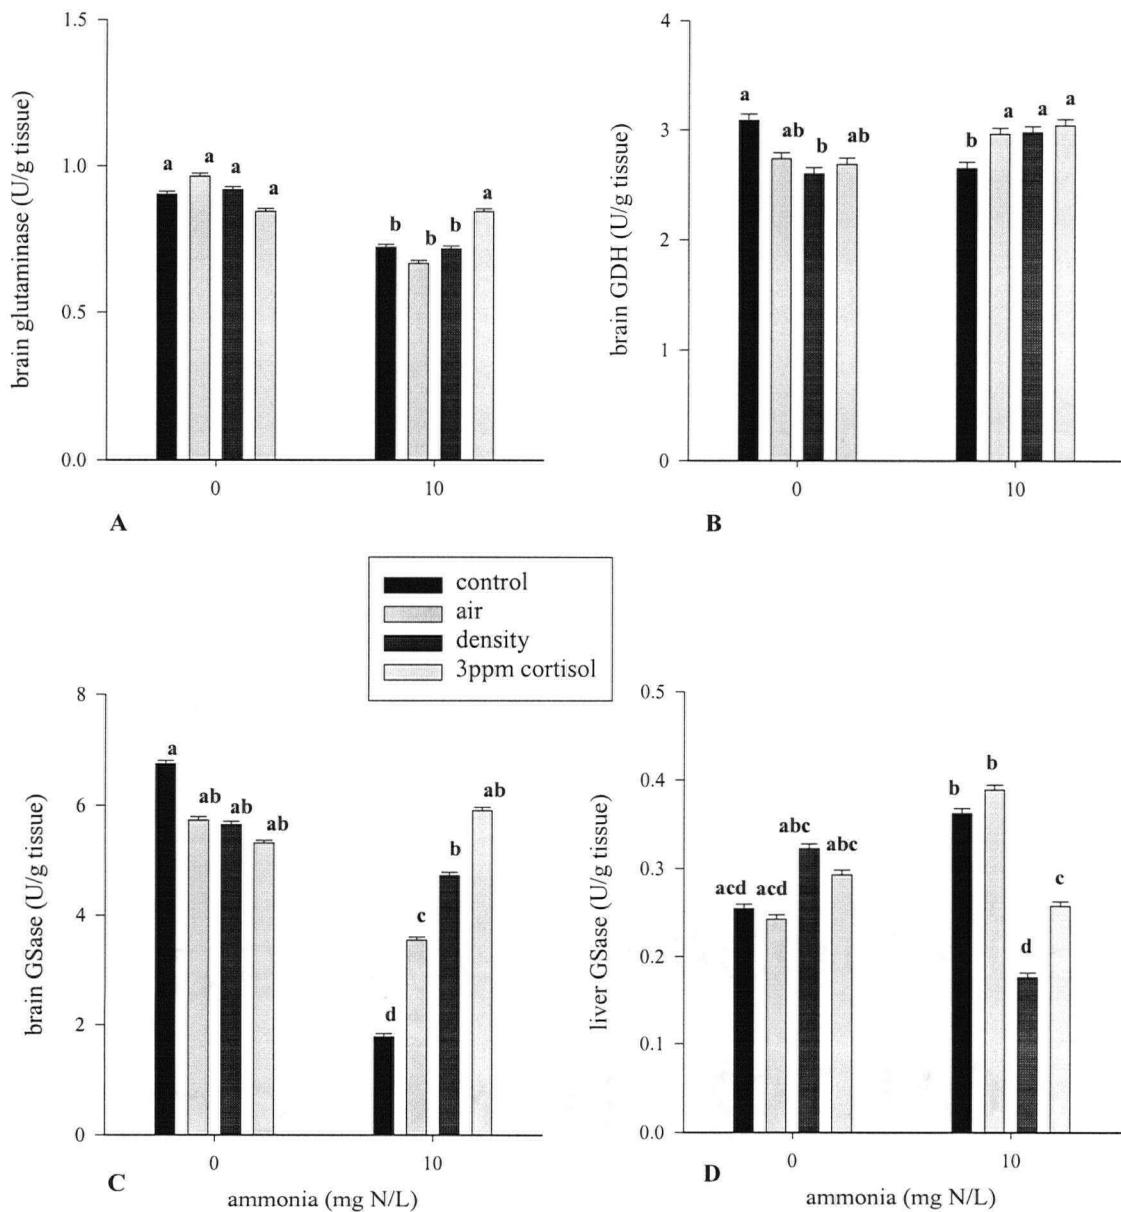 1.5
1.0
0.5
0.0
brain glutaminase (U/g tissue)
a
a
a
a
b
b
b
a
0
10
A
4
3
2
1
0
brain GDH (U/g tissue)
a
ab
b
ab
b
a
a
a
0
10
B
control
air
density
3ppm cortisol
8
6
4
2
0
brain GSase (U/g tissue)
a
ab
ab
ab
d
c
b
ab
0
10
C
ammonia (mg N/L)
0.5
0.4
0.3
0.2
0.1
0.0
liver GSase (U/g tissue)
acd
acd
abc
abc
b
b
d
c
0
10
D
ammonia (mg N/L)